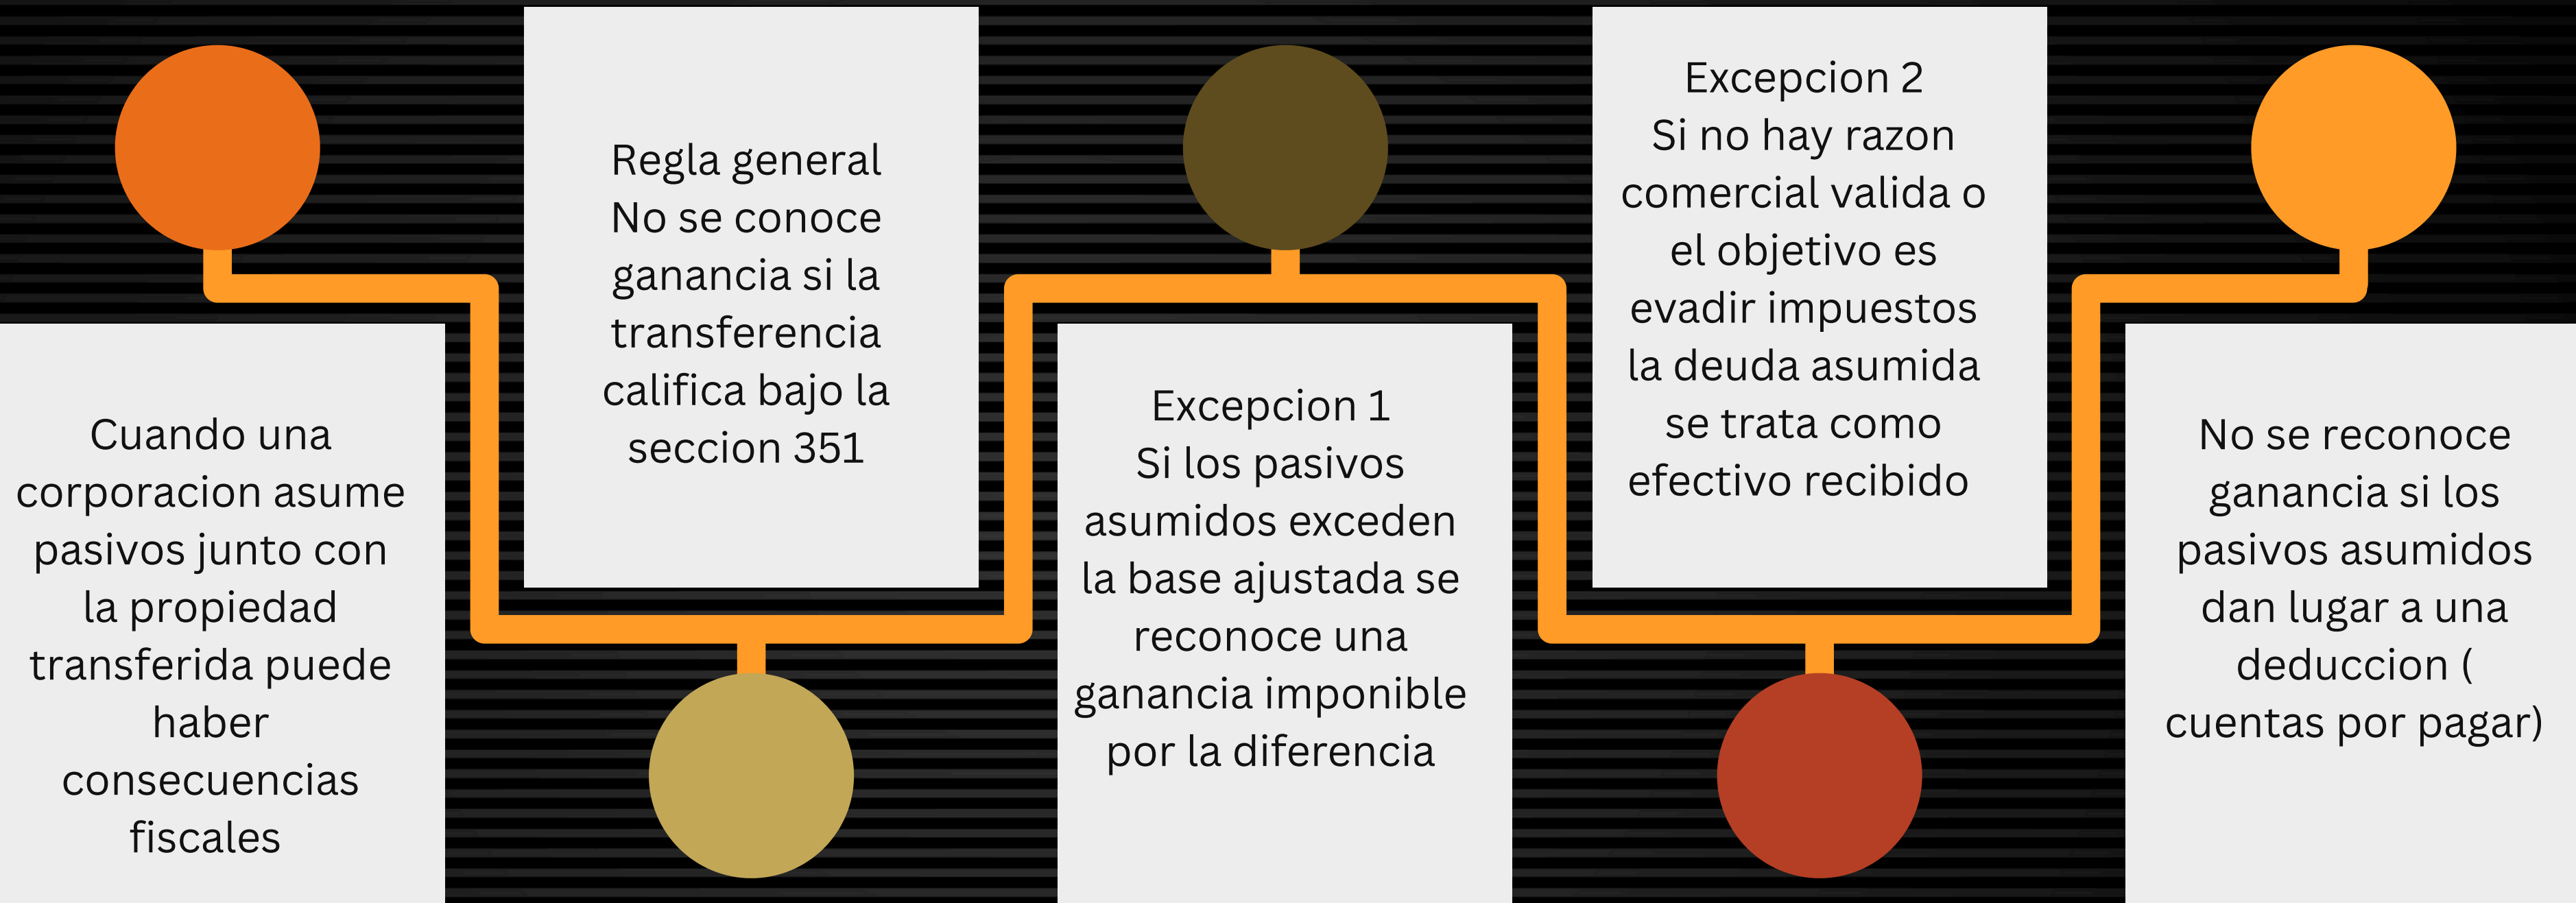 Cuando una
corporacion asume
pasivos junto con
la propiedad
transferida puede
haber
consecuencias
fiscales
Regla general
No se conoce
ganancia si la
transferencia
califica bajo la
seccion 351
Excepcion 1
Si los pasivos
asumidos exceden
la base ajustada se
reconoce una
ganancia imponible
por la diferencia
Excepcion 2
Si no hay razon
comercial valida o
el objetivo es
evadir impuestos
la deuda asumida
se trata como
efectivo recibido
No se reconoce
ganancia si los
pasivos asumidos
dan lugar a una
deduccion (
cuentas por pagar)